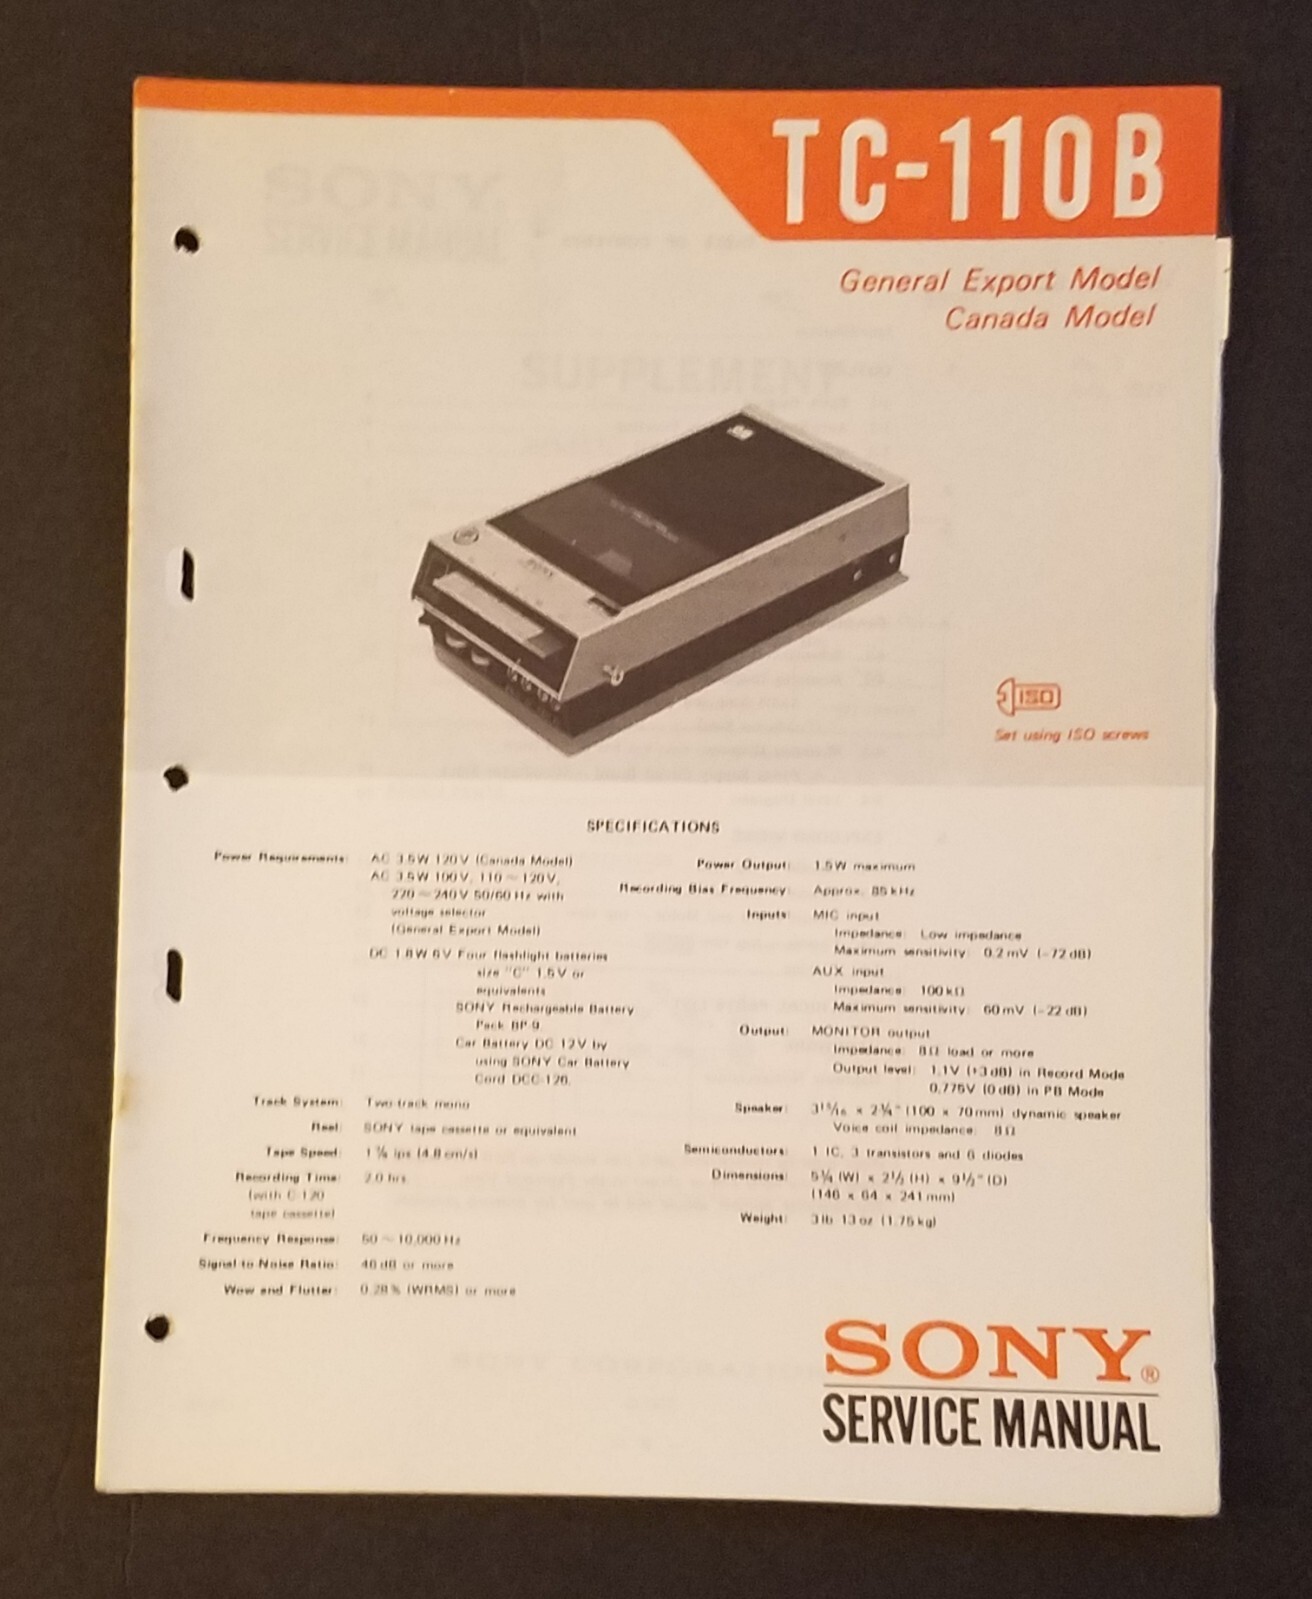 TC-110B
General Export Model
Canada Model
SONY
SERVICE MANUAL
SUPPLEMENT
SONY
ISO
Set using ISO screws
SPECIFICATIONS
Power Requirements: AC 3.5W 120V (Canada Model)
AC 3.5W 100V, 110 ~ 120V,
220 ~ 240V 50/60 Hz with
voltage selector
(General Export Model)
DC 1.8W 6V Four flashlight batteries
size "C" 1.5V or
equivalents
SONY Rechargeable Battery
Pack BP-9.
Car Battery DC 12V by
using SONY Car Battery
Cord DCC-126.
Track System: Two-track mono
Reel: SONY tape cassette or equivalent
Tape Speed: 1 ⅞ ips (4.8 cm/s)
Recording Time: 2.0 hrs.
(with C-120
tape cassette)
Frequency Response: 50 ~ 10,000 Hz
Signal-to-Noise Ratio: 46 dB or more
Wow and Flutter: 0.28% (WRMS) or more
Power Output: 1.5W maximum
Recording Bias Frequency: Approx. 85 kHz
Inputs: MIC input
Impedance: Low impedance
Maximum sensitivity: 0.2 mV (-72 dB)
AUX input
Impedance: 100 kΩ
Maximum sensitivity: 60 mV (-22 dB)
Output: MONITOR output
Impedance: 8Ω load or more
Output level: 1.1V (+3 dB) in Record Mode
0.775V (0 dB) in PB Mode
Speaker: 3 15/16 x 2 ¾" (100 x 70 mm) dynamic speaker
Voice coil impedance: 8Ω
Semiconductors: 1 IC, 3 transistors and 6 diodes
Dimensions: 5 ¾ (W) x 2 ½ (H) x 9 ½" (D)
(146 x 64 x 241 mm)
Weight: 3 lb 13 oz (1.75 kg)
SONY®
SERVICE MANUAL